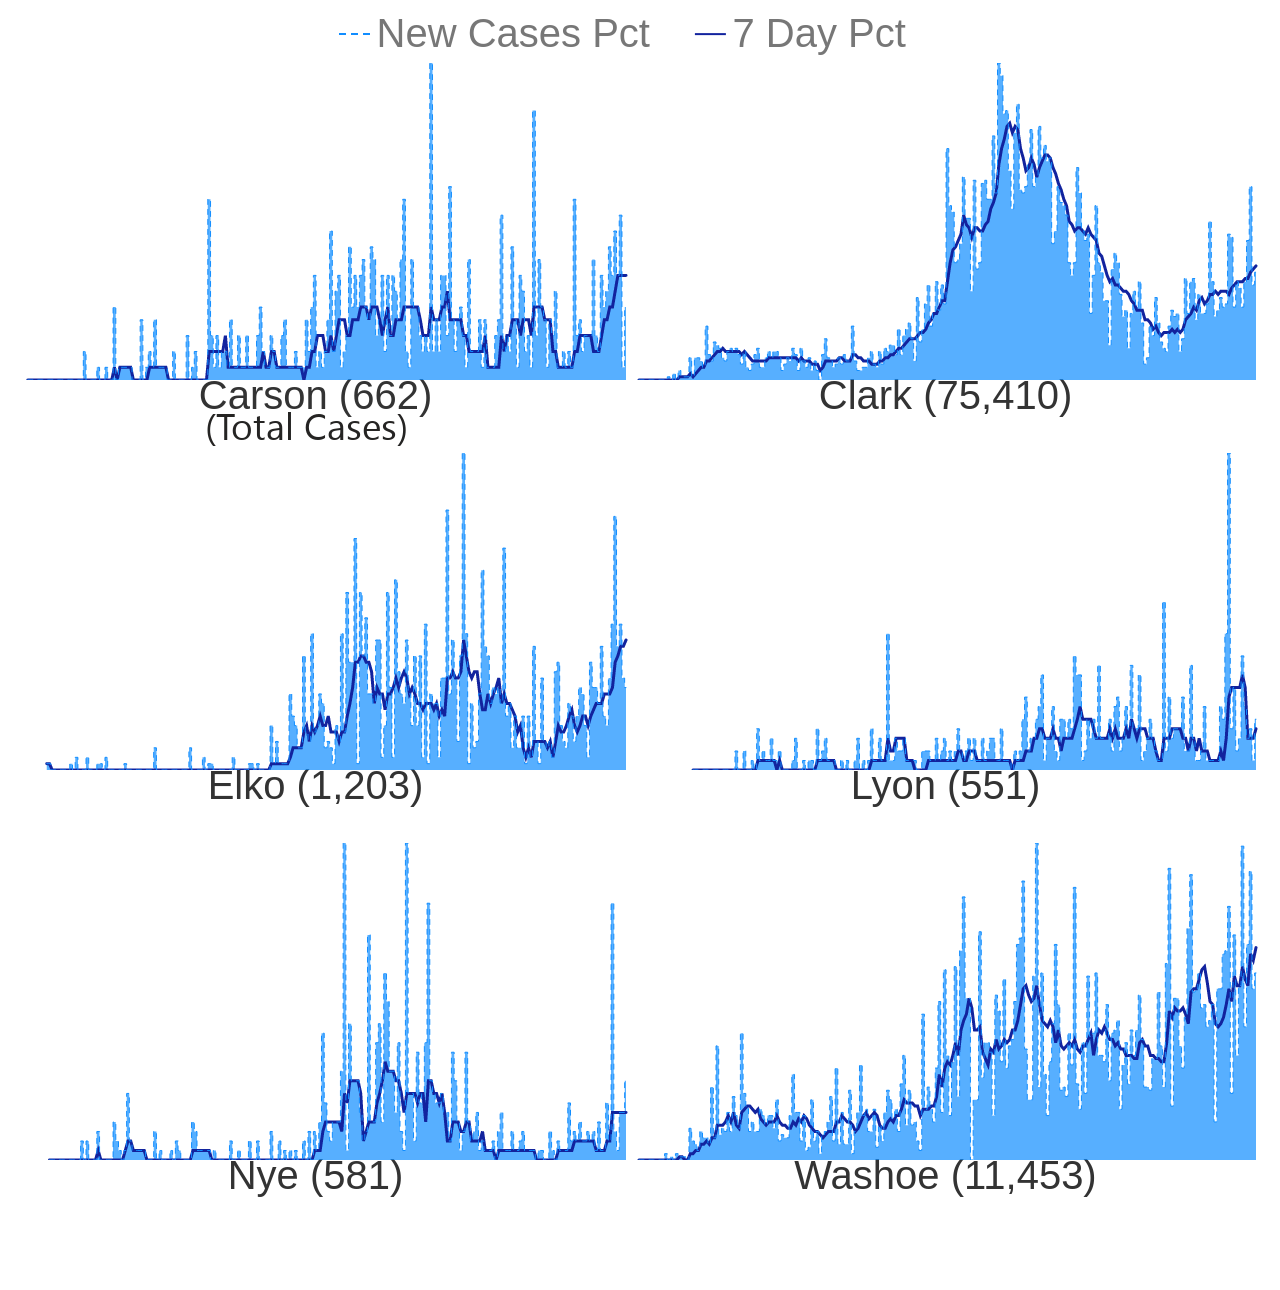 New Cases Pct 7 Day Pct
Carson (662) Clark (75,410)
(Total Cases)
Elko (1,203) Lyon (551)
Nye (581) Washoe (11,453)